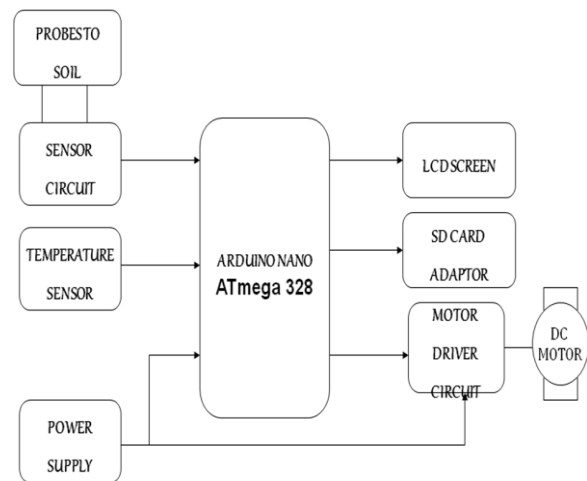 PROBESTO
SOIL
SENSOR
CIRCUIT
TEMPERATURE
SENSOR
POWER
SUPPLY
ARDUINO NANO
ATmega 328
LCD SCREEN
SD CARD
ADAPTOR
MOTOR
DRIVER
CIRCUIT
DC
MOTOR